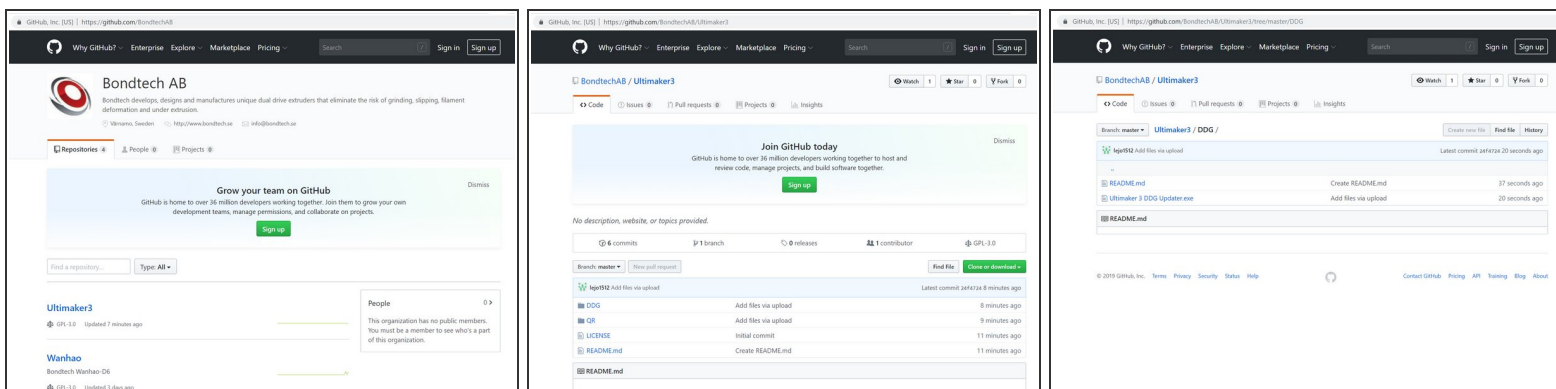 GitHub, Inc. [US] | https://github.com/BondtechAB
Why GitHub? Enterprise Explore Marketplace Pricing Search / Sign in Sign up
Bondtech AB
Bondtech develops, designs and manufactures unique dual drive extruders that eliminate the risk of grinding, slipping, filament
deformation and under extrusion.
Värnamo, Sweden http://www.bondtech.se info@bondtech.se
Repositories 4 People 0 Projects 0
Grow your team on GitHub
Dismiss
GitHub is home to over 36 million developers working together. Join them to grow your own
development teams, manage permissions, and collaborate on projects.
Sign up
Find a repository... Type: All
Ultimaker3
GPL-3.0 Updated 7 minutes ago
Wanhao
Bondtech Wanhao-D6
GPL-3.0 Updated 3 days ago
People 0
This organization has no public members.
You must be a member to see who's a part
of this organization.
GitHub, Inc. [US] | https://github.com/BondtechAB/Ultimaker3
Why GitHub? Enterprise Explore Marketplace Pricing Search / Sign in Sign up
BondtechAB / Ultimaker3 Watch 1 Star 0 Fork 0
Code Issues 0 Pull requests 0 Projects 0 Insights
Join GitHub today
Dismiss
GitHub is home to over 36 million developers working together to host and
review code, manage projects, and build software together.
Sign up
No description, website, or topics provided.
6 commits 1 branch 0 releases 1 contributor GPL-3.0
Branch: master New pull request Find File Clone or download
lejo1512 Add files via upload Latest commit 24f4724 8 minutes ago
DDG Add files via upload 8 minutes ago
QR Add files via upload 9 minutes ago
LICENSE Initial commit 11 minutes ago
README.md Create README.md 11 minutes ago
README.md
GitHub, Inc. [US] | https://github.com/BondtechAB/Ultimaker3/tree/master/DDG
Why GitHub? Enterprise Explore Marketplace Pricing Search / Sign in Sign up
BondtechAB / Ultimaker3 Watch 1 Star 0 Fork 0
Code Issues 0 Pull requests 0 Projects 0 Insights
Branch: master Ultimaker3 / DDG / Create new file Find file History
lejo1512 Add files via upload Latest commit 24f4724 20 seconds ago
..
README.md Create README.md 37 seconds ago
Ultimaker 3 DDG Updater.exe Add files via upload 20 seconds ago
README.md
© 2019 GitHub, Inc. Terms Privacy Security Status Help Contact GitHub Pricing API Training Blog About